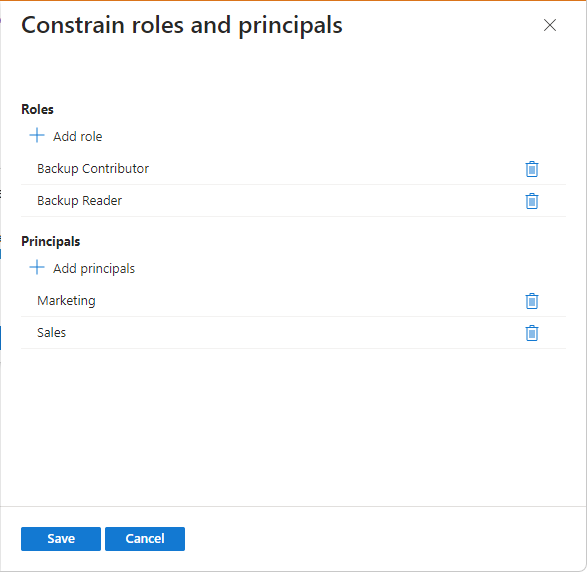 Constrain roles and principals
Roles
Add role
Backup Contributor
Backup Reader
Principals
Add principals
Marketing
Sales
Save Cancel